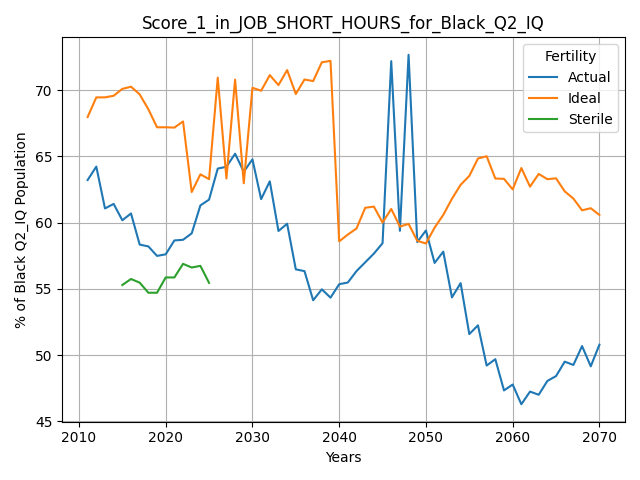 Score_1_in_JOB_SHORT_HOURS_for_Black_Q2_IQ
% of Black Q2_IQ Population
70
65
60
55
50
45
Fertility
Actual
Ideal
Sterile
2010 2020 2030 2040 2050 2060 2070
Years